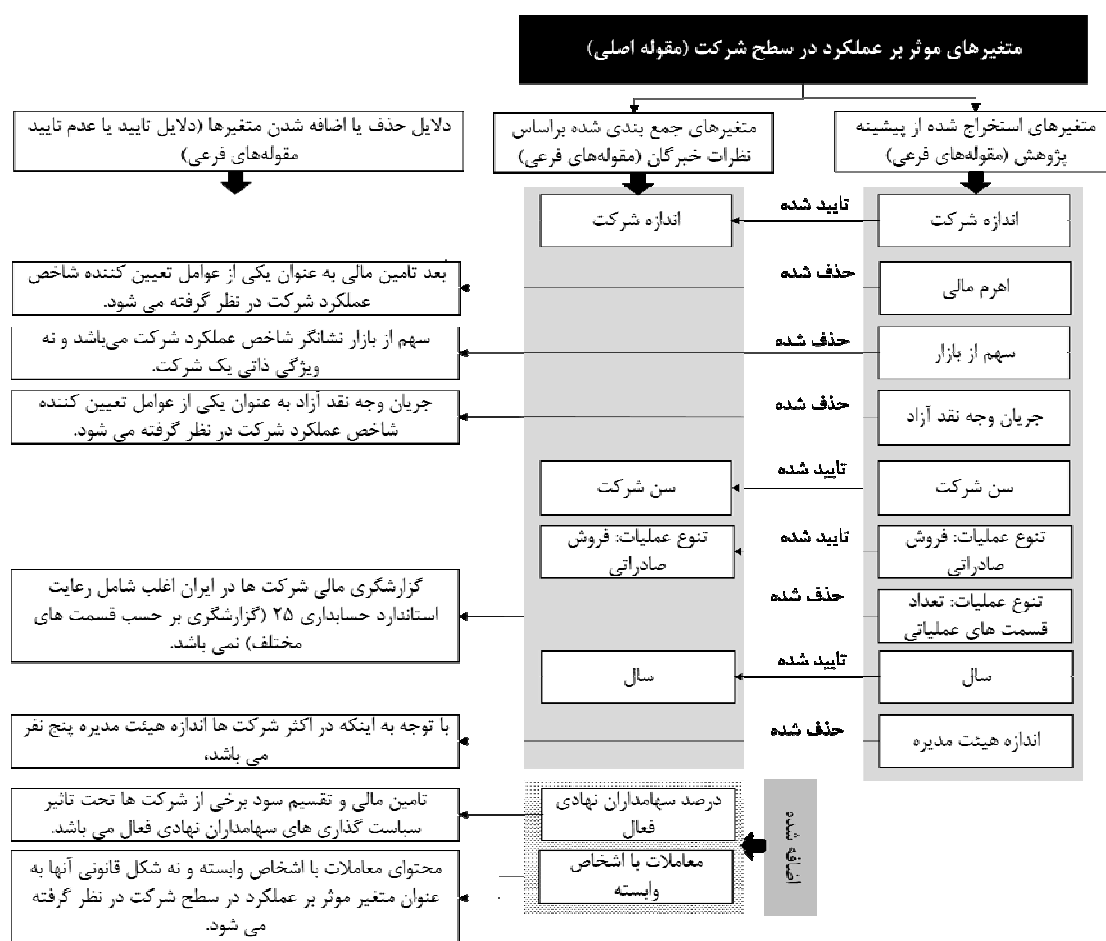 متغیرهای موثر بر عملکرد در سطح شرکت (مقوله اصلی)
متغیرهای استخراج شده از پیشینه
پژوهش (مقوله‌های فرعی)
متغیرهای جمع بندی شده براساس
نظرات خبرگان (مقوله‌های فرعی)
دلایل حذف یا اضافه شدن متغیرها (دلایل تایید یا عدم تایید
مقوله‌های فرعی)
اندازه شرکت
تایید شده
اندازه شرکت
اهرم مالی
حذف شده
بعد تامین مالی به عنوان یکی از عوامل تعیین کننده شاخص
عملکرد شرکت در نظر گرفته می شود.
سهم از بازار
حذف شده
سهم از بازار نشانگر شاخص عملکرد شرکت می‌باشد و نه
ویژگی ذاتی یک شرکت.
جریان وجه نقد آزاد
حذف شده
جریان وجه نقد آزاد به عنوان یکی از عوامل تعیین کننده
شاخص عملکرد شرکت در نظر گرفته می شود.
سن شرکت
تایید شده
سن شرکت
تنوع عملیات: فروش
صادراتی
تایید شده
تنوع عملیات: فروش
صادراتی
تنوع عملیات: تعداد
قسمت های عملیاتی
حذف شده
گزارشگری مالی شرکت ها در ایران اغلب شامل رعایت
استاندارد حسابداری ۲۵ (گزارشگری بر حسب قسمت های
مختلف) نمی باشد.
سال
تایید شده
سال
اندازه هیئت مدیره
حذف شده
با توجه به اینکه در اکثر شرکت ها اندازه هیئت مدیره پنج نفر
می باشد،
اضافه شده
درصد سهامداران نهادی
فعال
تامین مالی و تقسیم سود برخی از شرکت ها تحت تاثیر
سیاست گذاری های سهامداران نهادی فعال می باشد.
معاملات با اشخاص
وابسته
محتوای معاملات با اشخاص وابسته و نه شکل قانونی آنها به
عنوان متغیر موثر بر عملکرد در سطح شرکت در نظر گرفته
می شود.